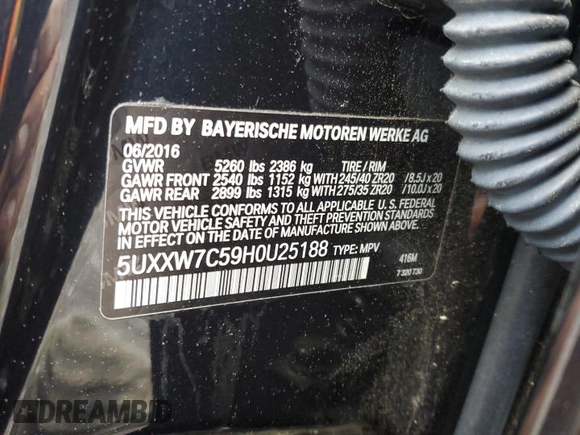 MFD BY BAYERISCHE MOTOREN WERKE AG
06/2016
GVWR 5260 lbs 2386 kg TIRE / RIM
GAWR FRONT 2540 lbs 1152 kg WITH 245/40 ZR20 /8,5J x 20
GAWR REAR 2899 lbs 1315 kg WITH 275/35 ZR20 /10.0J x 20
THIS VEHICLE CONFORMS TO ALL APPLICABLE U. S. FEDERAL
MOTOR VEHICLE SAFETY AND THEFT PREVENTION STANDARDS
IN EFFECT ON THE DATE OF MANUFACTURE SHOWN ABOVE.
5UXXW7C59H0U25188 TYPE: MPV
416M
7 320 730
DREAMBID